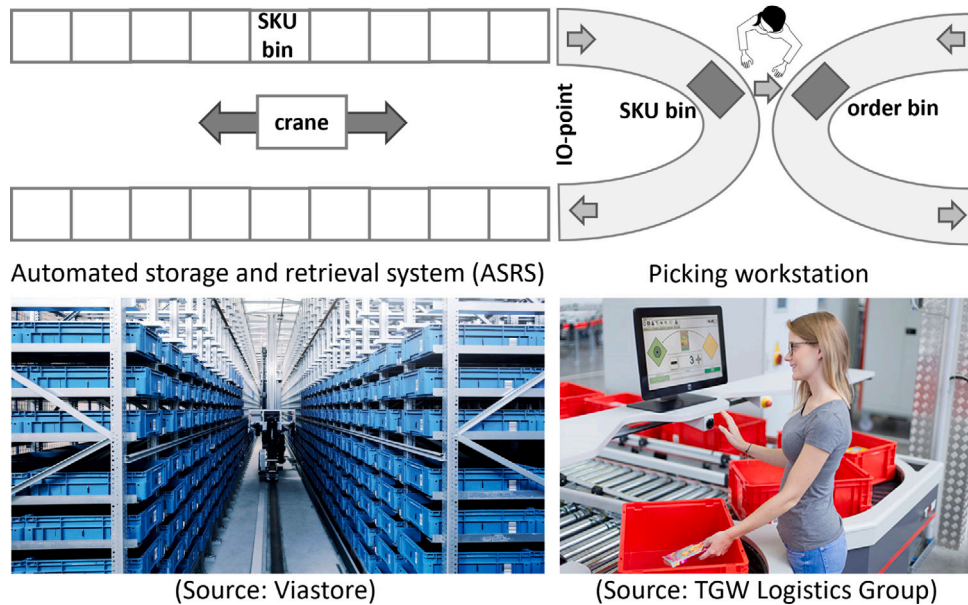 SKU
bin
crane
IO-point
SKU bin
order bin
Automated storage and retrieval system (ASRS)
Picking workstation
3
(Source: Viastore)
(Source: TGW Logistics Group)